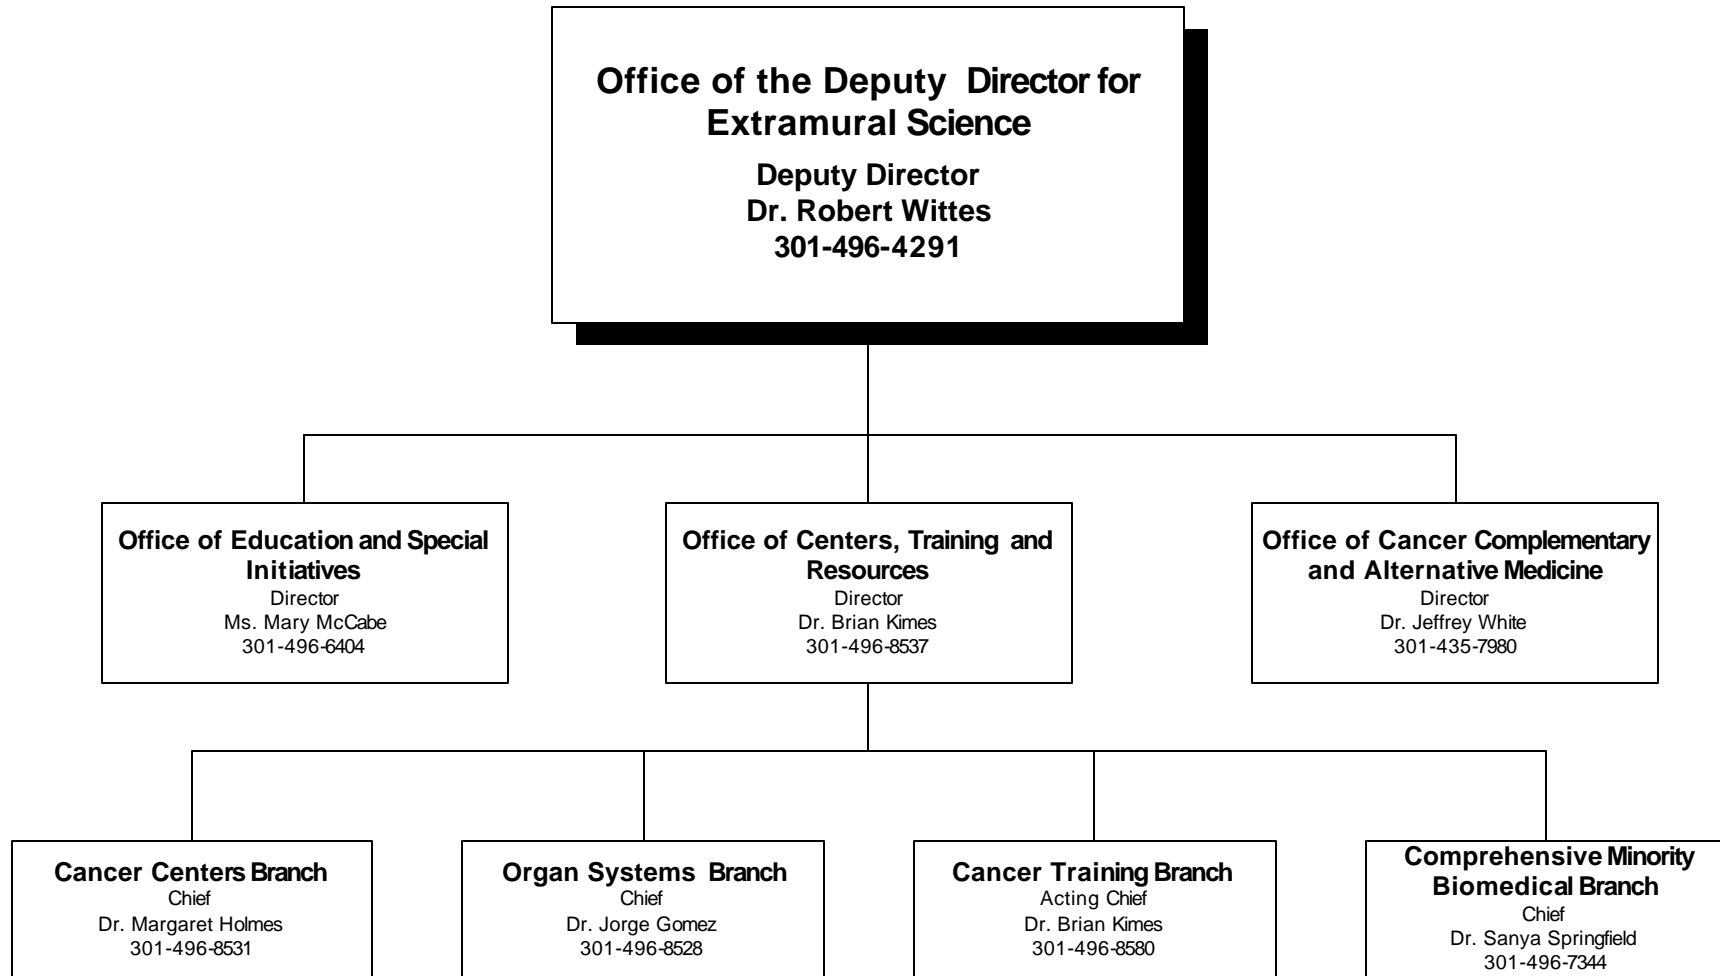 Office of the Deputy Director for
Extramural Science
Deputy Director
Dr. Robert Wittes
301-496-4291
Office of Education and Special
Initiatives
Director
Ms. Mary McCabe
301-496-6404
Office of Centers, Training and
Resources
Director
Dr. Brian Kimes
301-496-8537
Office of Cancer Complementary
and Alternative Medicine
Director
Dr. Jeffrey White
301-435-7980
Cancer Centers Branch
Chief
Dr. Margaret Holmes
301-496-8531
Organ Systems Branch
Chief
Dr. Jorge Gomez
301-496-8528
Cancer Training Branch
Acting Chief
Dr. Brian Kimes
301-496-8580
Comprehensive Minority
Biomedical Branch
Chief
Dr. Sanya Springfield
301-496-7344